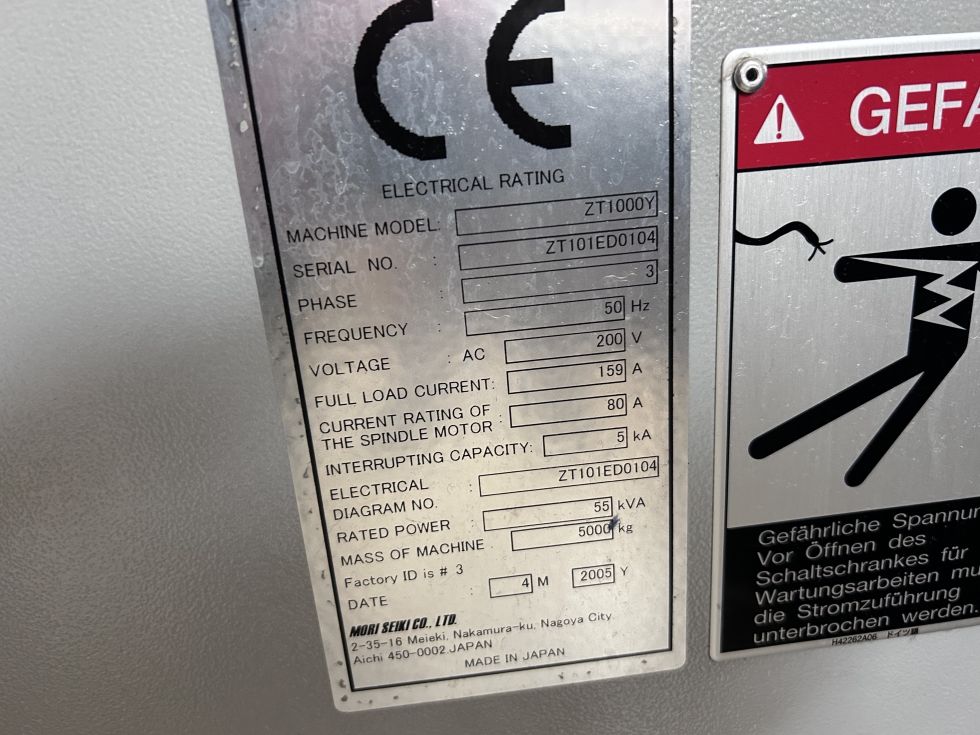 CE
ELECTRICAL RATING
MACHINE MODEL: ZT1000Y
SERIAL NO. : ZT101ED0104
PHASE : 3
FREQUENCY : 50 Hz
VOLTAGE : AC 200 V
FULL LOAD CURRENT: 159 A
CURRENT RATING OF
THE SPINDLE MOTOR : 80 A
INTERRUPTING CAPACITY: 5 kA
ELECTRICAL
DIAGRAM NO. : ZT101ED0104
RATED POWER : 55 kVA
MASS OF MACHINE : 5000 kg
Factory ID is # 3
DATE 4 M 2005 Y
MORI SEIKI CO., LTD.
2-35-16 Meieki, Nakamura-ku, Nagoya City
Aichi 450-0002 JAPAN
MADE IN JAPAN
GEFA
Gefährliche Spannun
Vor Öffnen des
Schaltschrankes für
Wartungsarbeiten mu
die Stromzuführung
unterbrochen werden.
H42262A06 ドイツ語